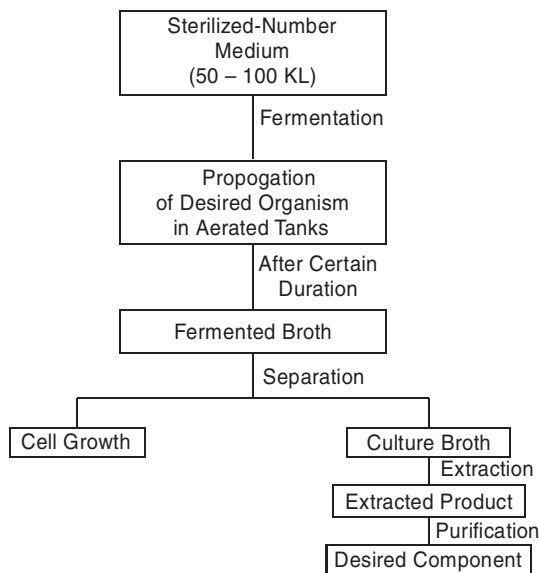 Sterilized-Number
Medium
(50 – 100 KL)
Fermentation
Propogation
of Desired Organism
in Aerated Tanks
After Certain
Duration
Fermented Broth
Separation
Cell Growth
Culture Broth
Extraction
Extracted Product
Purification
Desired Component